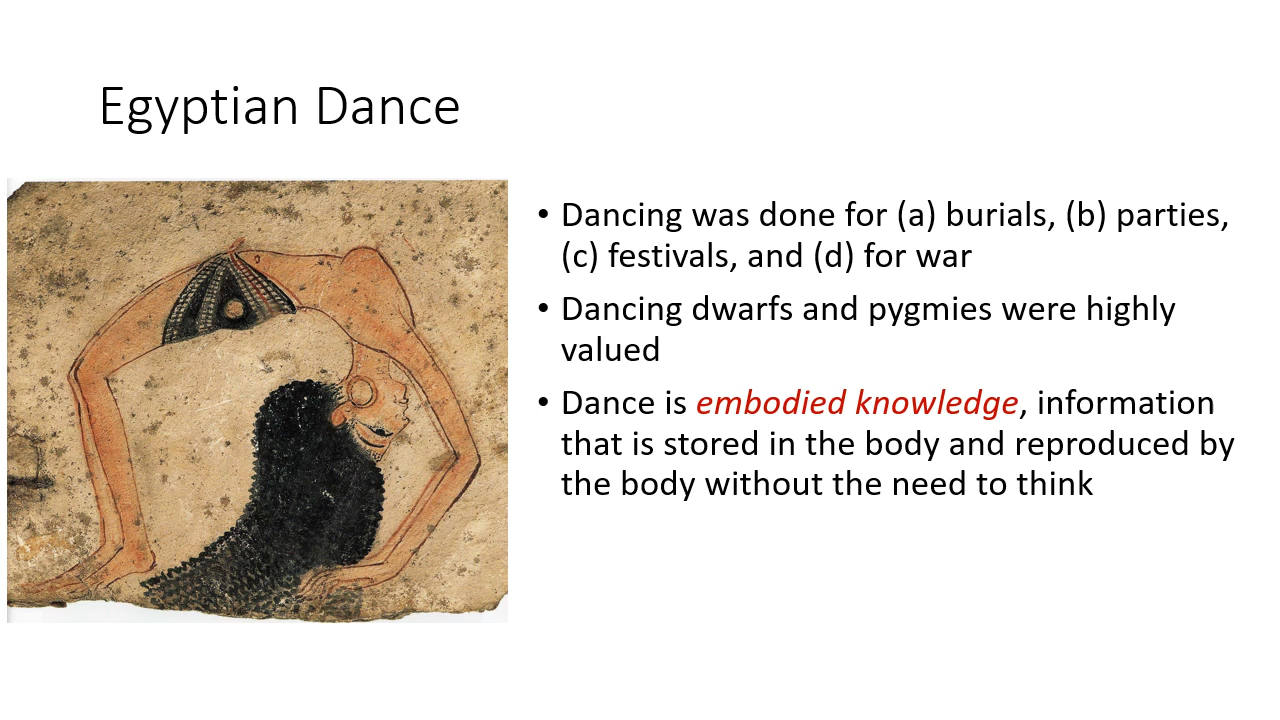 Egyptian Dance
• Dancing was done for (a) burials, (b) parties,
(c) festivals, and (d) for war
• Dancing dwarfs and pygmies were highly
valued
• Dance is embodied knowledge, information
that is stored in the body and reproduced by
the body without the need to think